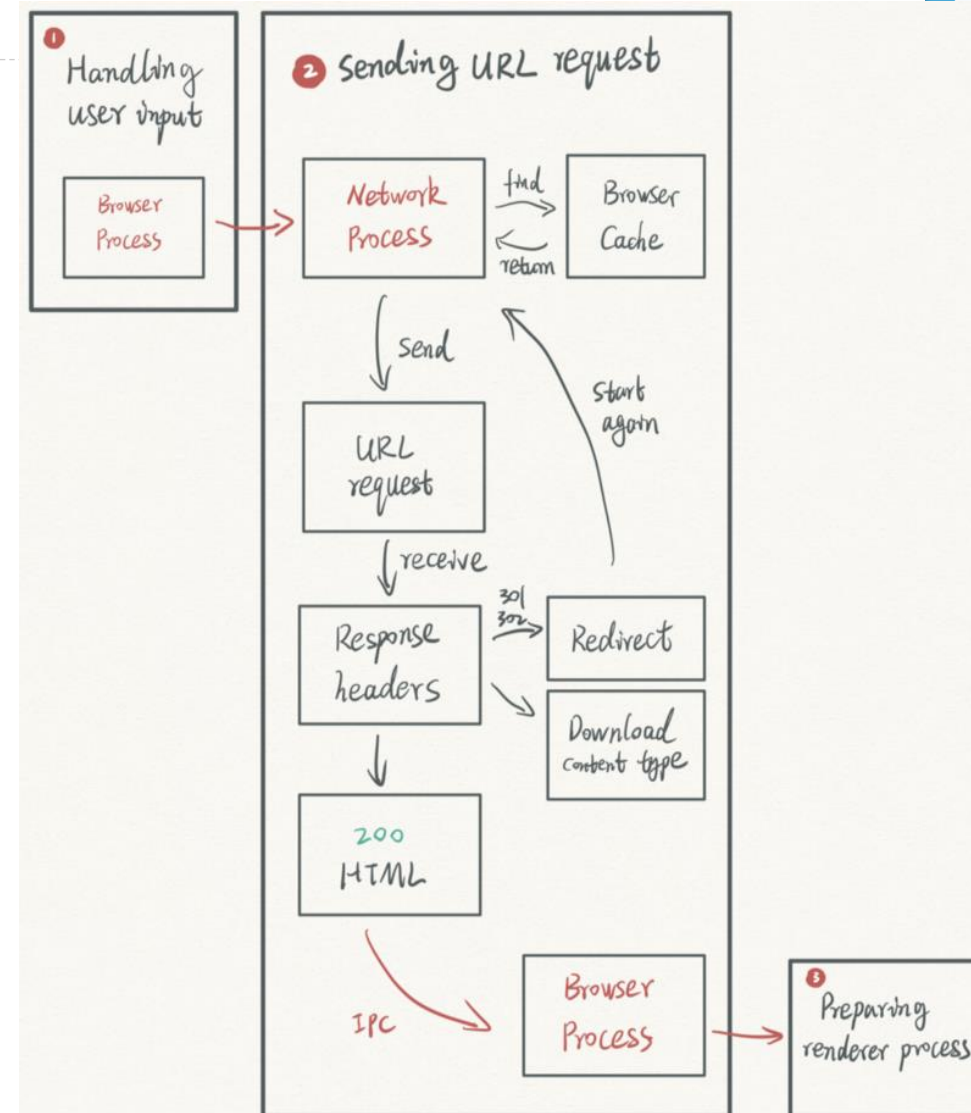 1
Handling
user input
Browser
Process
2 Sending URL request
Network
Process
find
return
Browser
Cache
send
Start
again
URL
request
receive
Response
headers
301
302
Redirect
Download
content type
200
HTML
IPC
Browser
Process
3
Preparing
renderer process